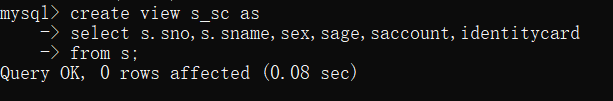 mysql> create view s_sc as
    -> select s.sno,s.sname,sex,sage,saccount,identitycard
    -> from s;
Query OK, 0 rows affected (0.08 sec)